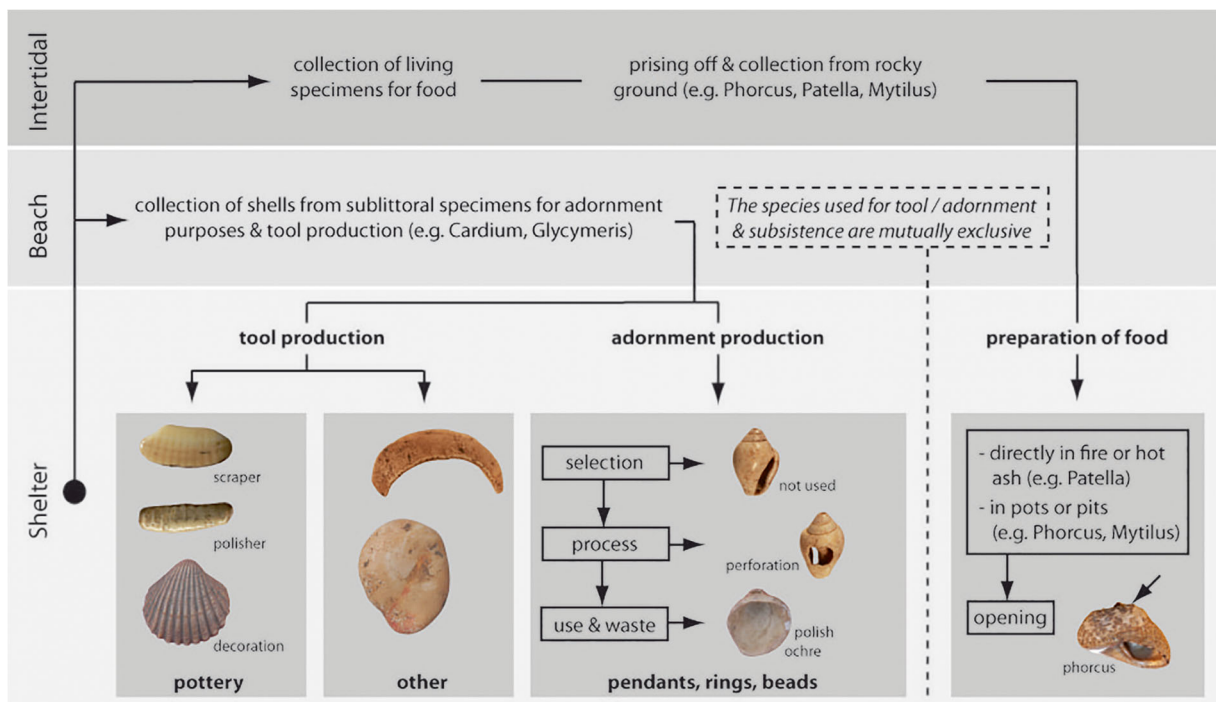 Intertidal
collection of living
specimens for food
prising off & collection from rocky
ground (e.g. Phorcus, Patella, Mytilus)
Beach
collection of shells from sublittoral specimens for adornment
purposes & tool production (e.g. Cardium, Glycymeris)
The species used for tool / adornment
& subsistence are mutually exclusive
Shelter
tool production
adornment production
preparation of food
scraper
polisher
decoration
pottery
other
selection
not used
process
perforation
use & waste
polish
ochre
pendants, rings, beads
- directly in fire or hot
ash (e.g. Patella)
- in pots or pits
(e.g. Phorcus, Mytilus)
opening
phorcus